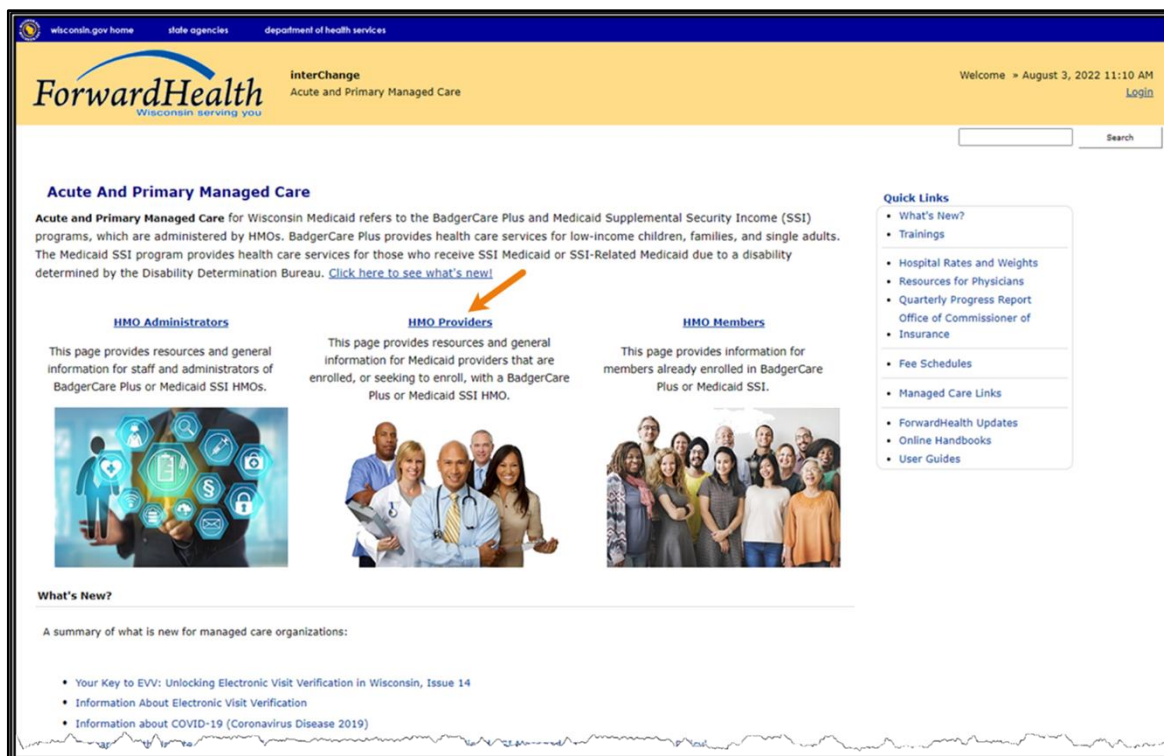 wisconsin.gov home state agencies department of health services
ForwardHealth
Wisconsin serving you
interChange
Acute and Primary Managed Care
Welcome » August 3, 2022 11:10 AM
Login
Search
Acute And Primary Managed Care
Acute and Primary Managed Care for Wisconsin Medicaid refers to the BadgerCare Plus and Medicaid Supplemental Security Income (SSI)
programs, which are administered by HMOs. BadgerCare Plus provides health care services for low-income children, families, and single adults.
The Medicaid SSI program provides health care services for those who receive SSI Medicaid or SSI-Related Medicaid due to a disability
determined by the Disability Determination Bureau. Click here to see what's new!
HMO Administrators
This page provides resources and general
information for staff and administrators of
BadgerCare Plus or Medicaid SSI HMOs.
HMO Providers
This page provides resources and general
information for Medicaid providers that are
enrolled, or seeking to enroll, with a BadgerCare
Plus or Medicaid SSI HMO.
HMO Members
This page provides information for
members already enrolled in BadgerCare
Plus or Medicaid SSI.
Quick Links
• What's New?
• Trainings
• Hospital Rates and Weights
• Resources for Physicians
• Quarterly Progress Report
Office of Commissioner of
• Insurance
• Fee Schedules
• Managed Care Links
• ForwardHealth Updates
• Online Handbooks
• User Guides
What's New?
A summary of what is new for managed care organizations:
• Your Key to EVV: Unlocking Electronic Visit Verification in Wisconsin, Issue 14
• Information About Electronic Visit Verification
• Information about COVID-19 (Coronavirus Disease 2019)